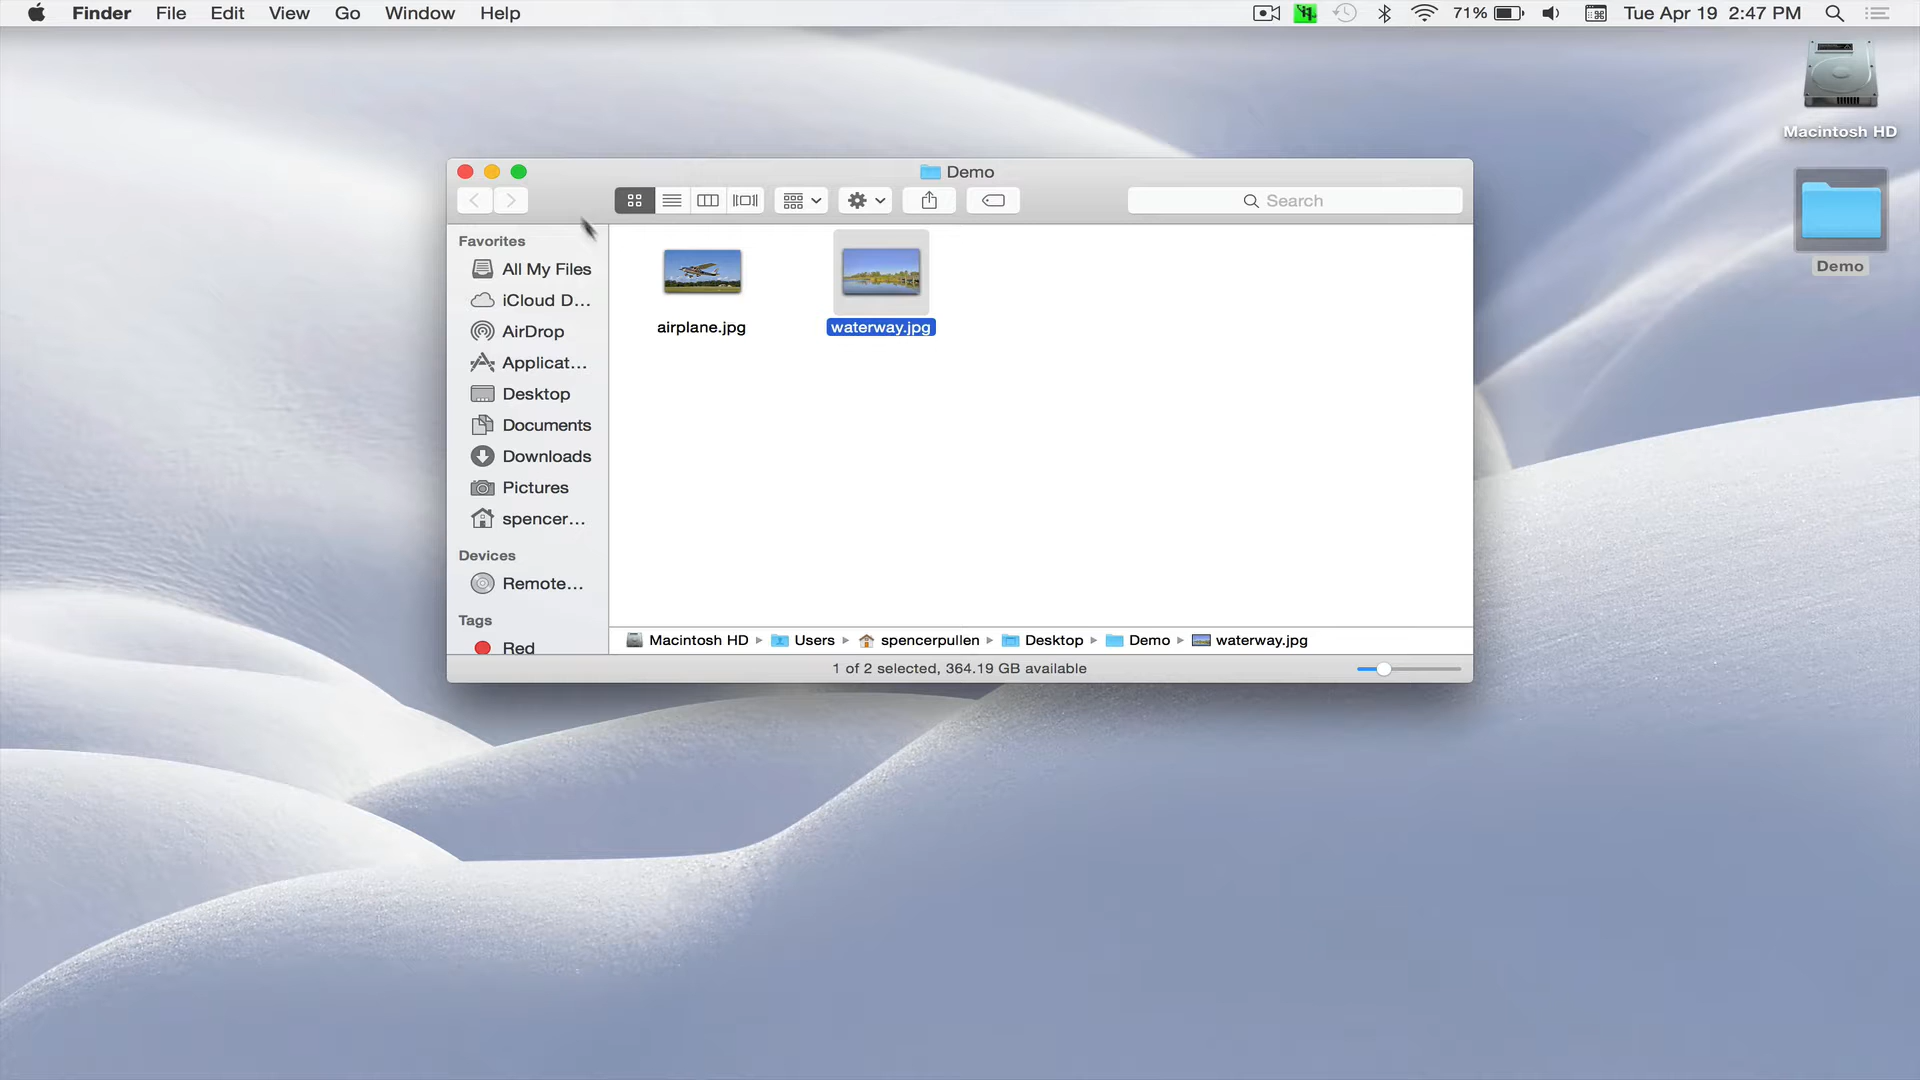 Finder File Edit View Go Window Help 71% Tue Apr 19 2:47 PM
Macintosh HD
Demo
Demo
Search
Favorites
All My Files
iCloud D...
AirDrop
Applicat...
Desktop
Documents
Downloads
Pictures
spencer...
Devices
Remote...
Tags
Red
airplane.jpg
waterway.jpg
Macintosh HD Users spencerpullen Desktop Demo waterway.jpg
1 of 2 selected, 364.19 GB available